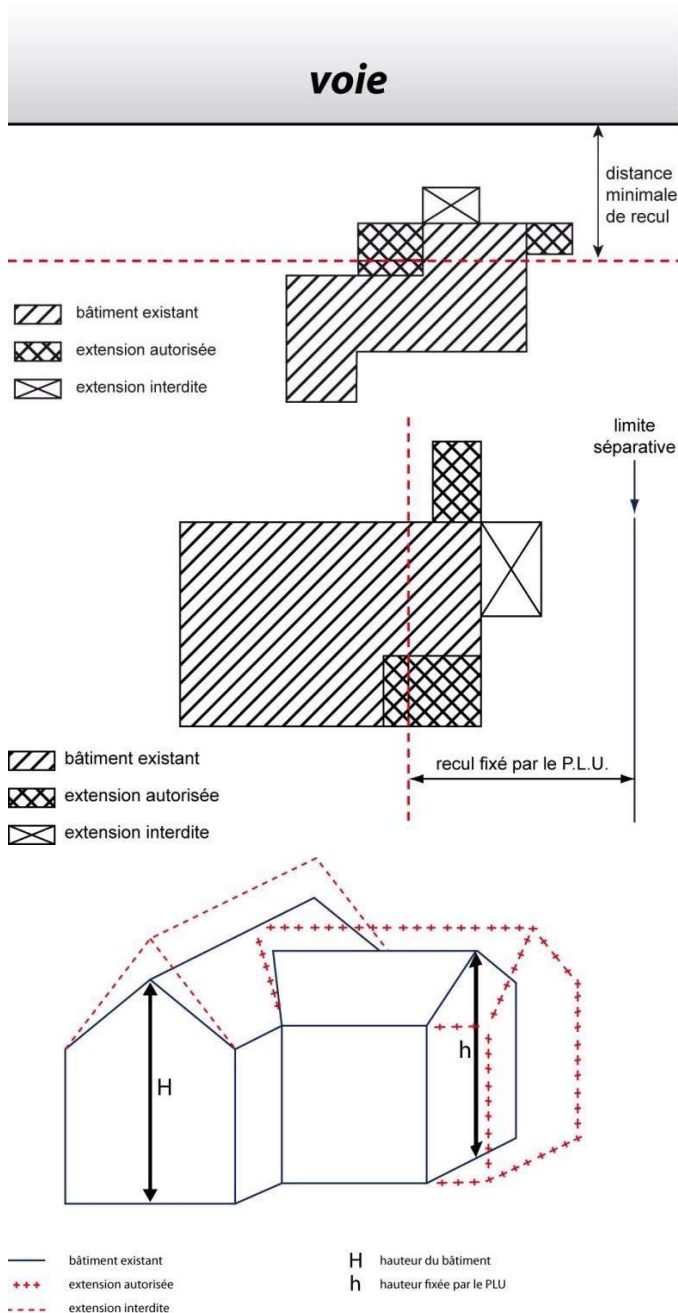 voie
distance
minimale
de recul
bâtiment existant
extension autorisée
extension interdite
limite
séparative
bâtiment existant
recul fixé par le P.L.U.
extension autorisée
extension interdite
H
h
bâtiment existant
H hauteur du bâtiment
extension autorisée
h hauteur fixée par le PLU
extension interdite